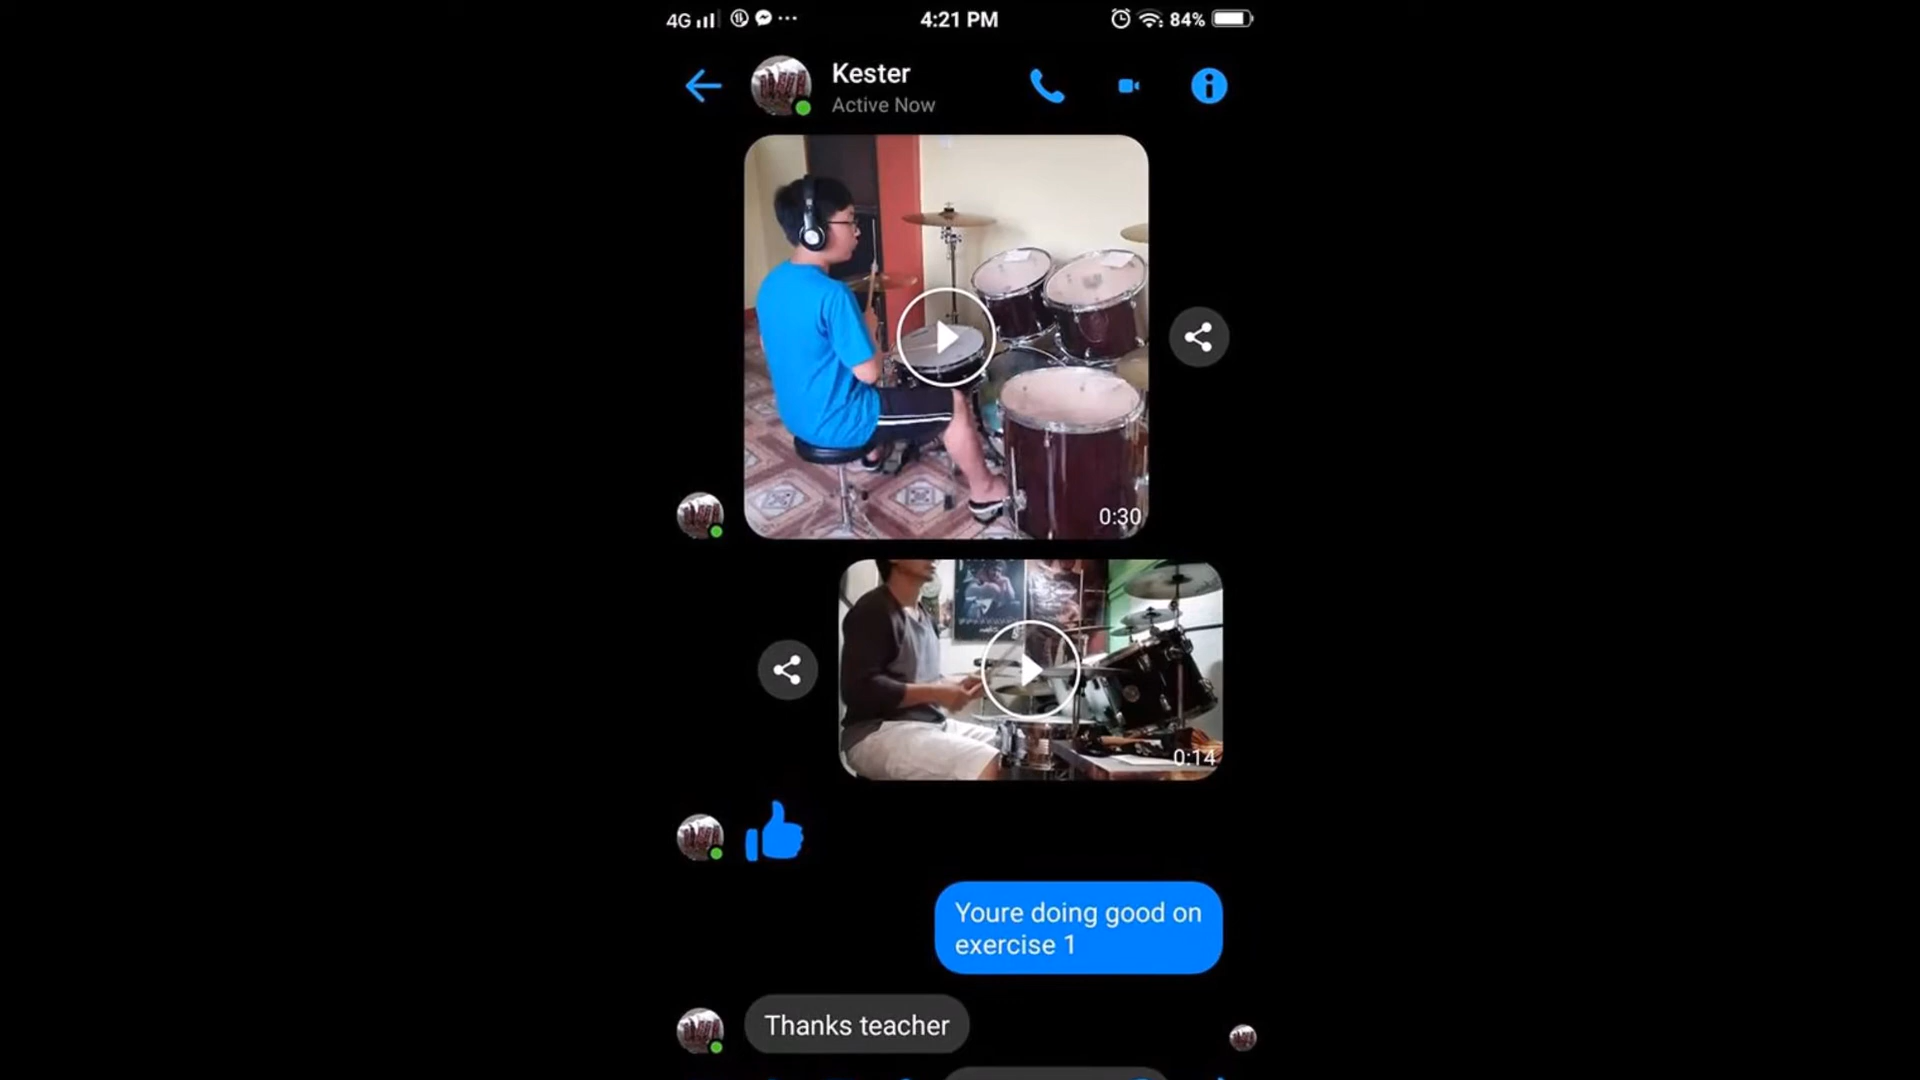 4G 4:21 PM 84%
Kester
Active Now
0:30
0:14
Youre doing good on
exercise 1
Thanks teacher